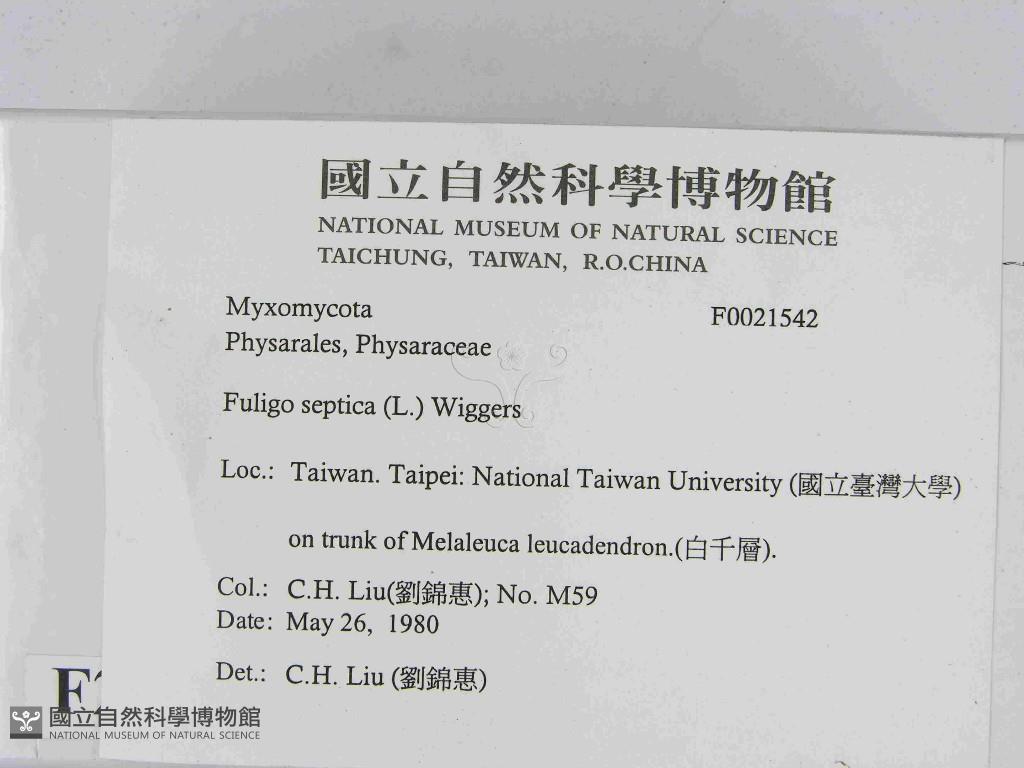 國立自然科學博物館
NATIONAL MUSEUM OF NATURAL SCIENCE
TAICHUNG, TAIWAN, R.O.CHINA
Myxomycota F0021542
Physarales, Physaraceae
Fuligo septica (L.) Wiggers
Loc.: Taiwan. Taipei: National Taiwan University (國立臺灣大學)
on trunk of Melaleuca leucadendron.(白千層).
Col.: C.H. Liu(劉錦惠); No. M59
Date: May 26, 1980
Det.: C.H. Liu (劉錦惠)
國立自然科學博物館
NATIONAL MUSEUM OF NATURAL SCIENCE